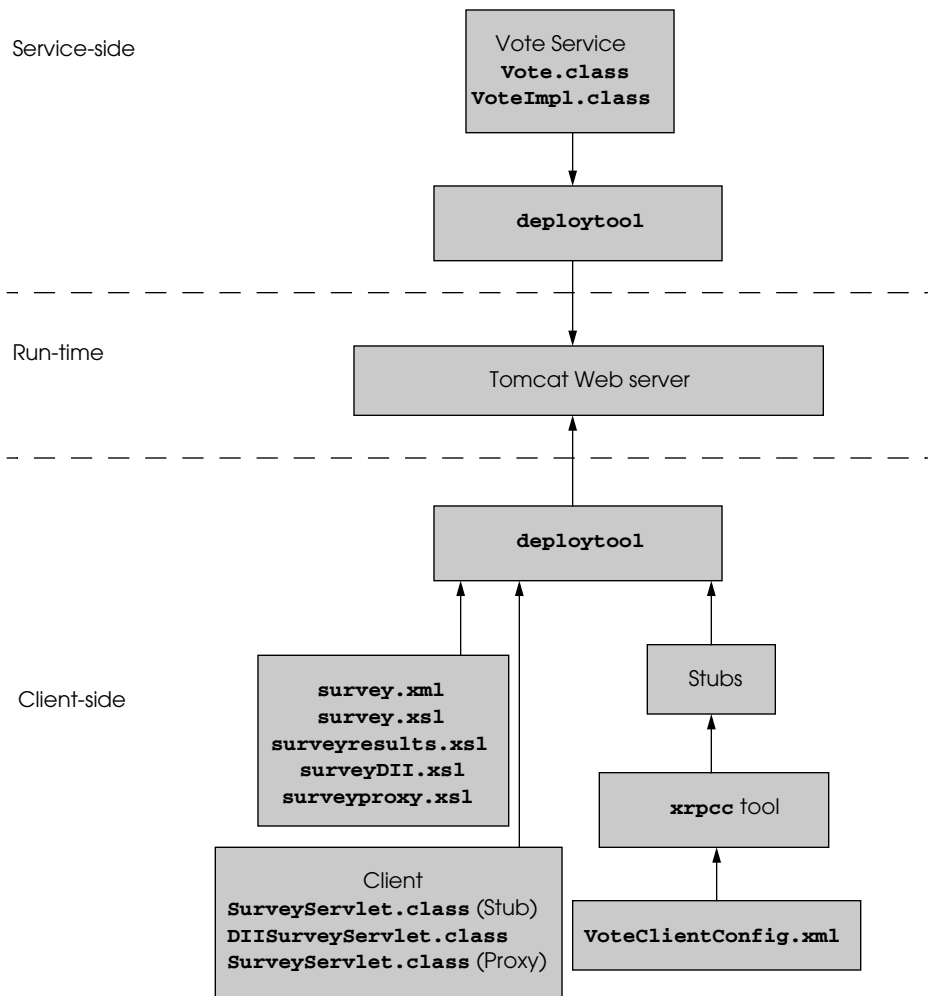 Service-side
Vote Service
Vote.class
VoteImpl.class
deploytool
Run-time
Tomcat Web server
deploytool
Client-side
survey.xml
survey.xsl
surveyresults.xsl
surveyDII.xsl
surveyproxy.xsl
Stubs
xrpcc tool
Client
SurveyServlet.class (Stub)
DIISurveyServlet.class
SurveyServlet.class (Proxy)
VoteClientConfig.xml